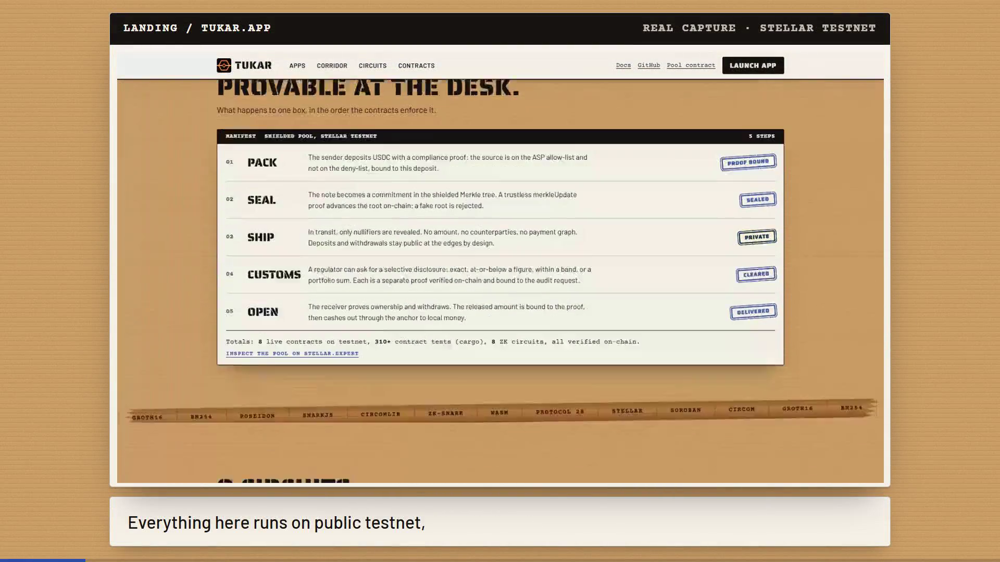 LANDING / TUKAR.APP
REAL CAPTURE · STELLAR TESTNET
TUKAR
APPS CORRIDOR CIRCUITS CONTRACTS
Docs GitHub Pool contract LAUNCH APP
PROVABLE AT THE DESK.
What happens to one box, in the order the contracts enforce it.
MANIFEST SHIELDED POOL, STELLAR TESTNET
5 STEPS
01 PACK
The sender deposits USDC with a compliance proof: the source is on the ASP allow-list and
not on the deny-list, bound to this deposit.
PROOF BOUND
02 SEAL
The note becomes a commitment in the shielded Merkle tree. A trustless merkleUpdate
proof advances the root on-chain; a fake root is rejected.
SEALED
03 SHIP
In transit, only nullifiers are revealed. No amount, no counterparties, no payment graph.
Deposits and withdrawals stay public at the edges by design.
PRIVATE
04 CUSTOMS
A regulator can ask for a selective disclosure: exact, at-or-below a figure, within a band, or a
portfolio sum. Each is a separate proof verified on-chain and bound to the audit request.
CLEARED
05 OPEN
The receiver proves ownership and withdraws. The released amount is bound to the proof,
then cashes out through the anchor to local money.
DELIVERED
Totals: 8 live contracts on testnet, 310+ contract tests (cargo), 8 ZK circuits, all verified on-chain.
INSPECT THE POOL ON STELLAR.EXPERT
GROTH16 BN254 POSEIDON SNARKJS CIRCOMLIB ZK-SNARK WASM PROTOCOL 28 STELLAR SOROBAN CIRCOM GROTH16 BN254
Everything here runs on public testnet,